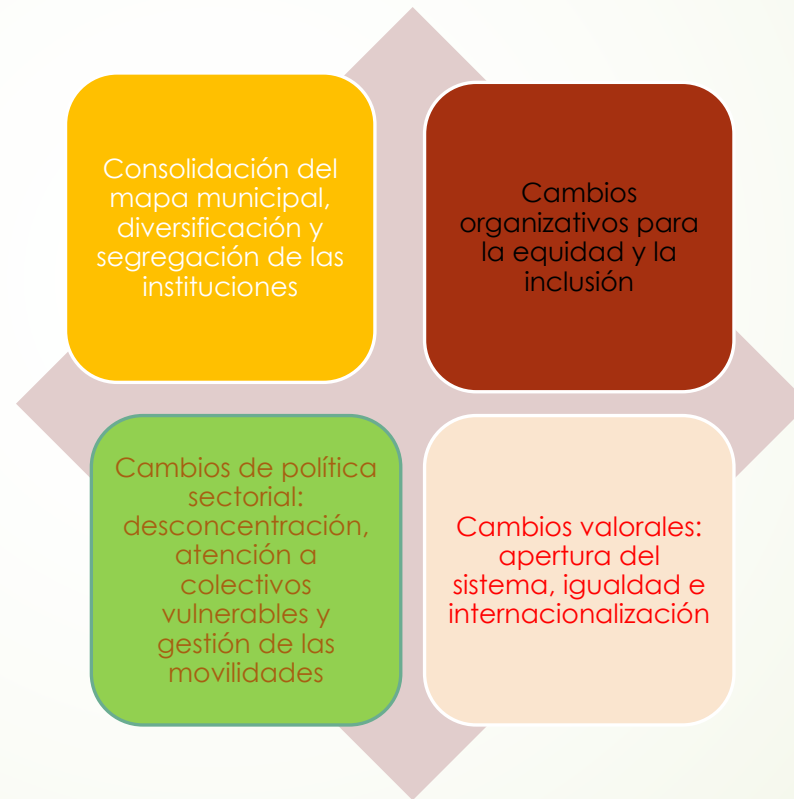 Consolidación del
mapa municipal,
diversificación y
segregación de las
instituciones
Cambios
organizativos para
la equidad y la
inclusión
Cambios de política
sectorial:
desconcentración,
atención a
colectivos
vulnerables y
gestión de las
movilidades
Cambios valorales:
apertura del
sistema, igualdad e
internacionalización